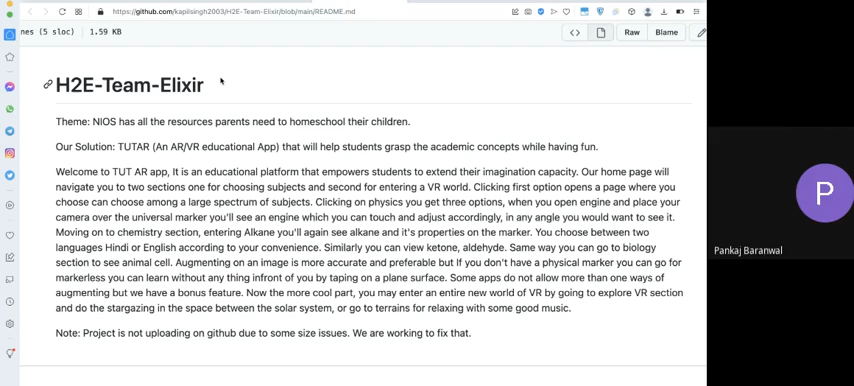 https://github.com/kapilsingh2003/H2E-Team-Elixir/blob/main/README.md
nes (5 sloc) 1.59 KB
Raw Blame
H2E-Team-Elixir
Theme: NIOS has all the resources parents need to homeschool their children.
Our Solution: TUTAR (An AR/VR educational App) that will help students grasp the academic concepts while having fun.
Welcome to TUT AR app, It is an educational platform that empowers students to extend their imagination capacity. Our home page will
navigate you to two sections one for choosing subjects and second for entering a VR world. Clicking first option opens a page where you
choose can choose among a large spectrum of subjects. Clicking on physics you get three options, when you open engine and place your
camera over the universal marker you'll see an engine which you can touch and adjust accordingly, in any angle you would want to see it.
Moving on to chemistry section, entering Alkane you'll again see alkane and it's properties on the marker. You choose between two
languages Hindi or English according to your convenience. Similarly you can view ketone, aldehyde. Same way you can go to biology
section to see animal cell. Augmenting on an image is more accurate and preferable but If you don't have a physical marker you can go for
markerless you can learn without any thing infront of you by taping on a plane surface. Some apps do not allow more than one ways of
augmenting but we have a bonus feature. Now the more cool part, you may enter an entire new world of VR by going to explore VR section
and do the stargazing in the space between the solar system, or go to terrains for relaxing with some good music.
Note: Project is not uploading on github due to some size issues. We are working to fix that.
P
Pankaj Baranwal